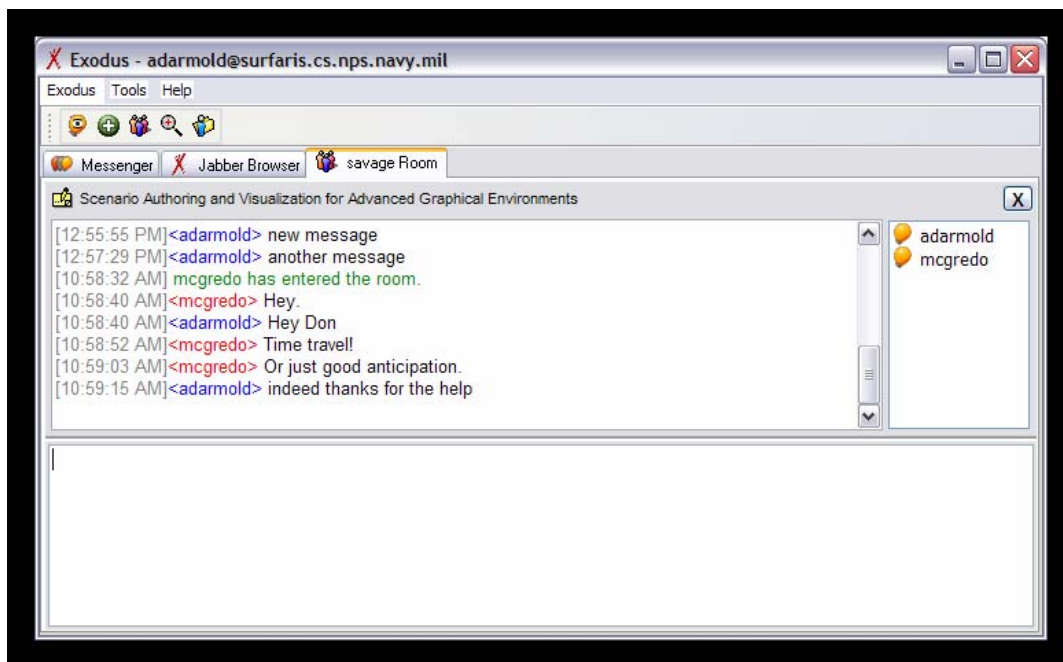 Exodus - adarmold@surfaris.cs.nps.navy.mil
Exodus Tools Help
Messenger Jabber Browser savage Room
Scenario Authoring and Visualization for Advanced Graphical Environments X
[12:55:55 PM]<adarmold> new message
[12:57:29 PM]<adarmold> another message
[10:58:32 AM] mcgredo has entered the room.
[10:58:40 AM]<mcgredo> Hey.
[10:58:40 AM]<adarmold> Hey Don
[10:58:52 AM]<mcgredo> Time travel!
[10:59:03 AM]<mcgredo> Or just good anticipation.
[10:59:15 AM]<adarmold> indeed thanks for the help
adarmold
mcgredo